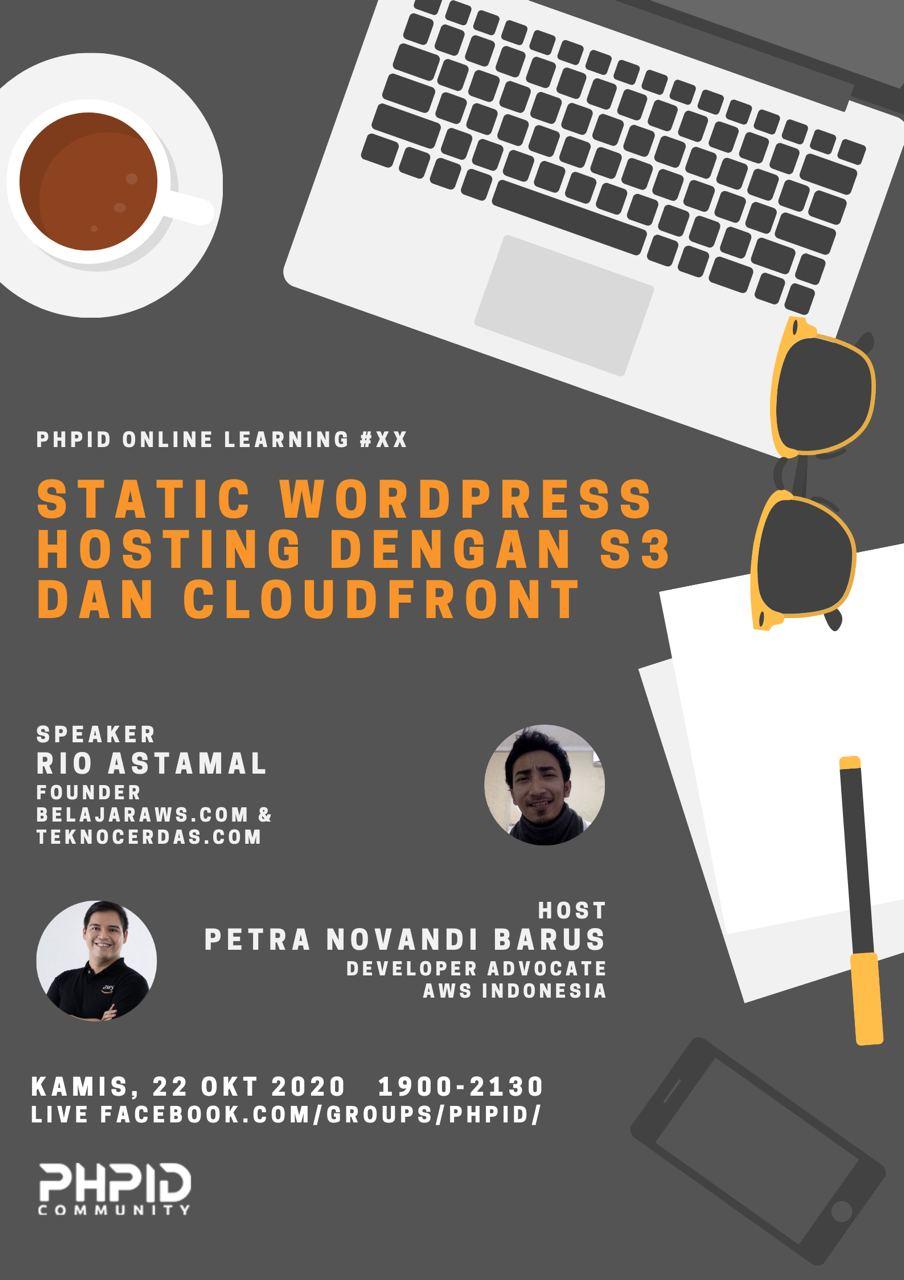 PHPID ONLINE LEARNING #XX
STATIC WORDPRESS
HOSTING DENGAN S3
DAN CLOUDFRONT
SPEAKER
RIO ASTAMAL
FOUNDER
BELAJARAWS.COM &
TEKNOCERDAS.COM
HOST
PETRA NOVANDI BARUS
DEVELOPER ADVOCATE
AWS INDONESIA
KAMIS, 22 OKT 2020 1900-2130
LIVE FACEBOOK.COM/GROUPS/PHPID/
PHPID
COMMUNITY